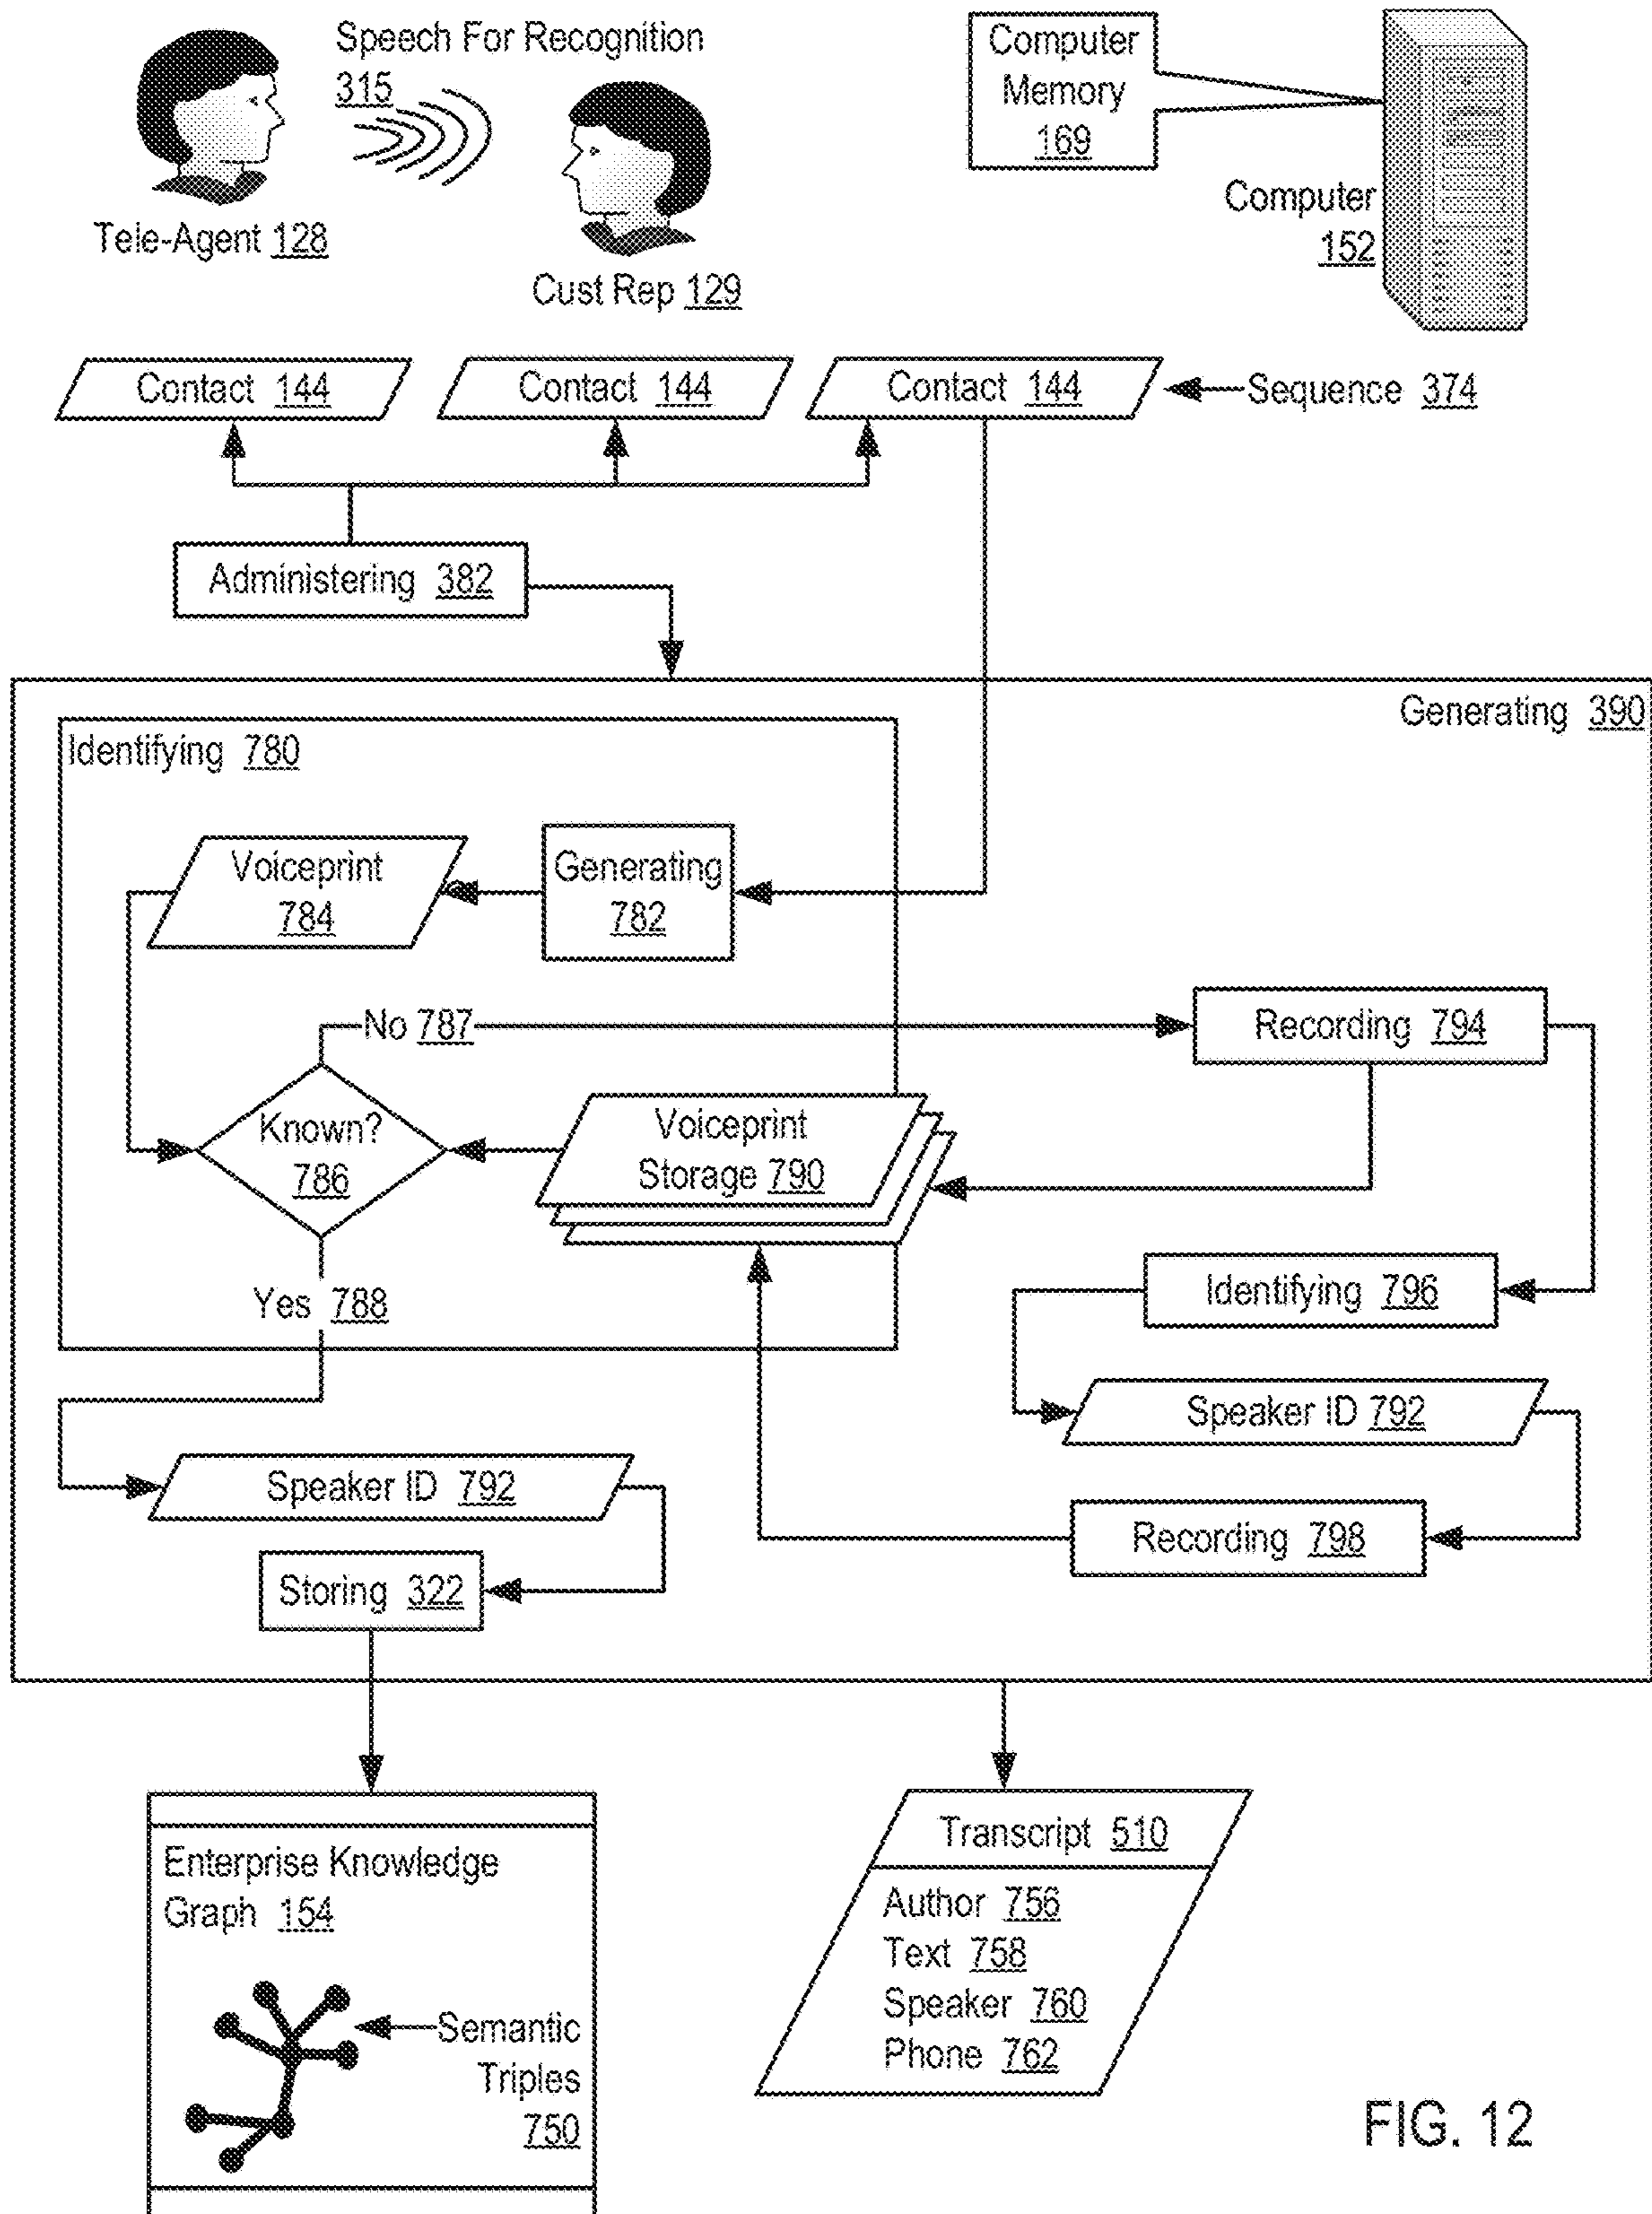 Speech For Recognition
315
Computer
Memory
169
Computer
152
Tele-Agent 128
Cust Rep 129
Contact 144
Contact 144
Contact 144
Sequence 374
Administering 382
Generating 390
Identifying 780
Voiceprint
784
Generating
782
No 787
Recording 794
Known?
786
Voiceprint
Storage 790
Yes 788
Identifying 796
Speaker ID 792
Speaker ID 792
Recording 798
Storing 322
Enterprise Knowledge
Graph 154
Semantic
Triples
750
Transcript 510
Author 756
Text 758
Speaker 760
Phone 762
FIG. 12